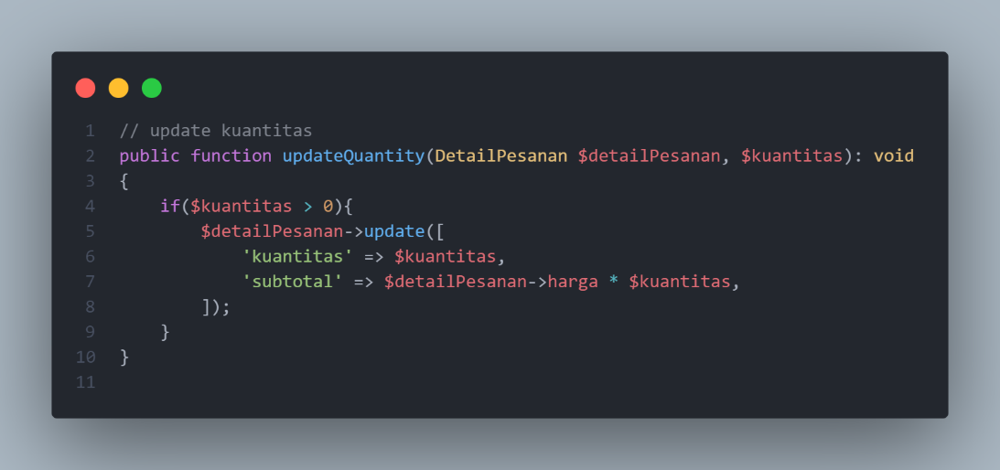 1 // update kuantitas
2 public function updateQuantity(DetailPesanan $detailPesanan, $kuantitas): void
3 {
4     if($kuantitas > 0){
5         $detailPesanan->update([
6             'kuantitas' => $kuantitas,
7             'subtotal' => $detailPesanan->harga * $kuantitas,
8         ]);
9     }
10 }
11